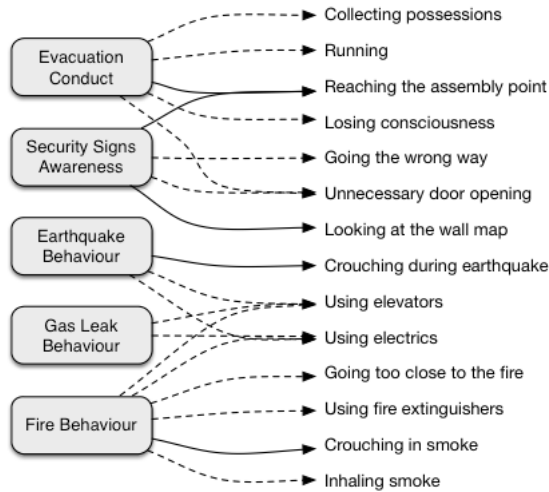 Evacuation
Conduct
Security Signs
Awareness
Earthquake
Behaviour
Gas Leak
Behaviour
Fire Behaviour
Collecting possessions
Running
Reaching the assembly point
Losing consciousness
Going the wrong way
Unnecessary door opening
Looking at the wall map
Crouching during earthquake
Using elevators
Using electrics
Going too close to the fire
Using fire extinguishers
Crouching in smoke
Inhaling smoke